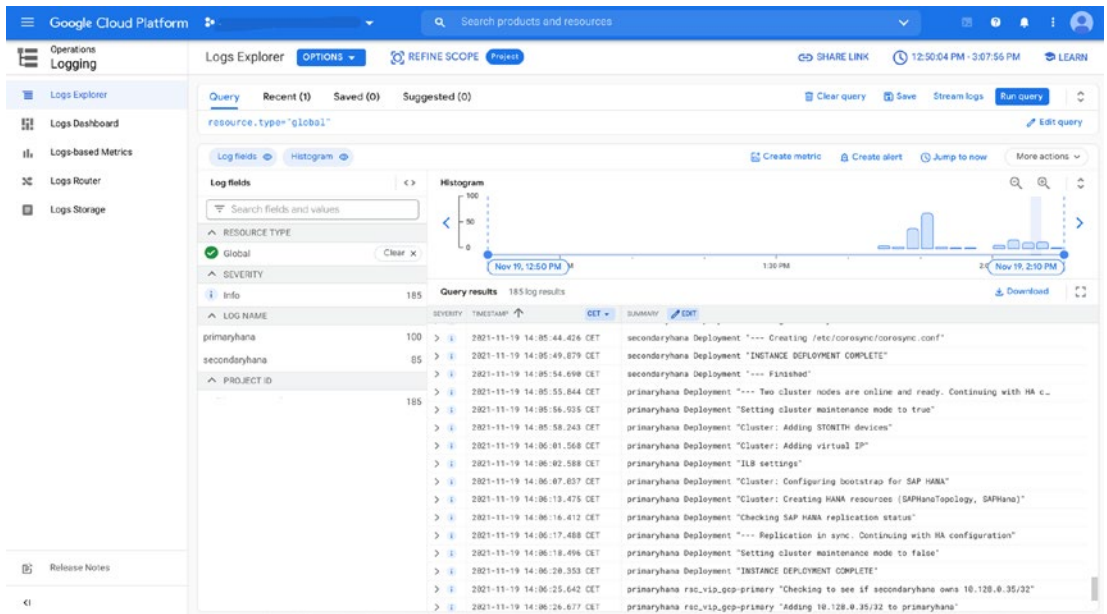 Google Cloud Platform
Search products and resources
Operations
Logging
Logs Explorer
OPTIONS
REFINE SCOPE
Project
SHARE LINK
12:50:04 PM - 3:07:56 PM
LEARN
Logs Explorer
Logs Dashboard
Logs-based Metrics
Logs Router
Logs Storage
Release Notes
Query
Recent (1)
Saved (0)
Suggested (0)
Clear query
Save
Stream logs
Run query
resource.type="global"
Edit query
Log fields
Histogram
Create metric
Create alert
Jump to now
More actions
Log fields
Search fields and values
RESOURCE TYPE
Global
Clear x
SEVERITY
Info 185
LOG NAME
primaryhana 100
secondaryhana 85
PROJECT ID
185
Histogram
100
50
0
Nov 19, 12:50 PM
1:30 PM
Nov 19, 2:10 PM
Query results 185 log results
Download
SEVERITY TIMESTAMP CET SUMMARY EDIT
2021-11-19 14:05:44.426 CET secondaryhana Deployment "--- Creating /etc/corosync/corosync.conf"
2021-11-19 14:05:49.879 CET secondaryhana Deployment "INSTANCE DEPLOYMENT COMPLETE"
2021-11-19 14:05:54.690 CET secondaryhana Deployment "--- Finished"
2021-11-19 14:05:55.844 CET primaryhana Deployment "--- Two cluster nodes are online and ready. Continuing with HA c…
2021-11-19 14:05:56.935 CET primaryhana Deployment "Setting cluster maintenance mode to true"
2021-11-19 14:05:58.243 CET primaryhana Deployment "Cluster: Adding STONITH devices"
2021-11-19 14:06:01.568 CET primaryhana Deployment "Cluster: Adding virtual IP"
2021-11-19 14:06:02.588 CET primaryhana Deployment "ILB settings"
2021-11-19 14:06:07.037 CET primaryhana Deployment "Cluster: Configuring bootstrap for SAP HANA"
2021-11-19 14:06:13.475 CET primaryhana Deployment "Cluster: Creating HANA resources (SAPHanaTopology, SAPHana)"
2021-11-19 14:06:16.412 CET primaryhana Deployment "Checking SAP HANA replication status"
2021-11-19 14:06:17.488 CET primaryhana Deployment "--- Replication in sync. Continuing with HA configuration"
2021-11-19 14:06:18.496 CET primaryhana Deployment "Setting cluster maintenance mode to false"
2021-11-19 14:06:20.353 CET primaryhana Deployment "INSTANCE DEPLOYMENT COMPLETE"
2021-11-19 14:06:25.642 CET primaryhana rsc_vip_gcp-primary "Checking to see if secondaryhana owns 10.128.0.35/32"
2021-11-19 14:06:26.677 CET primaryhana rsc_vip_gcp-primary "Adding 10.128.0.35/32 to primaryhana"